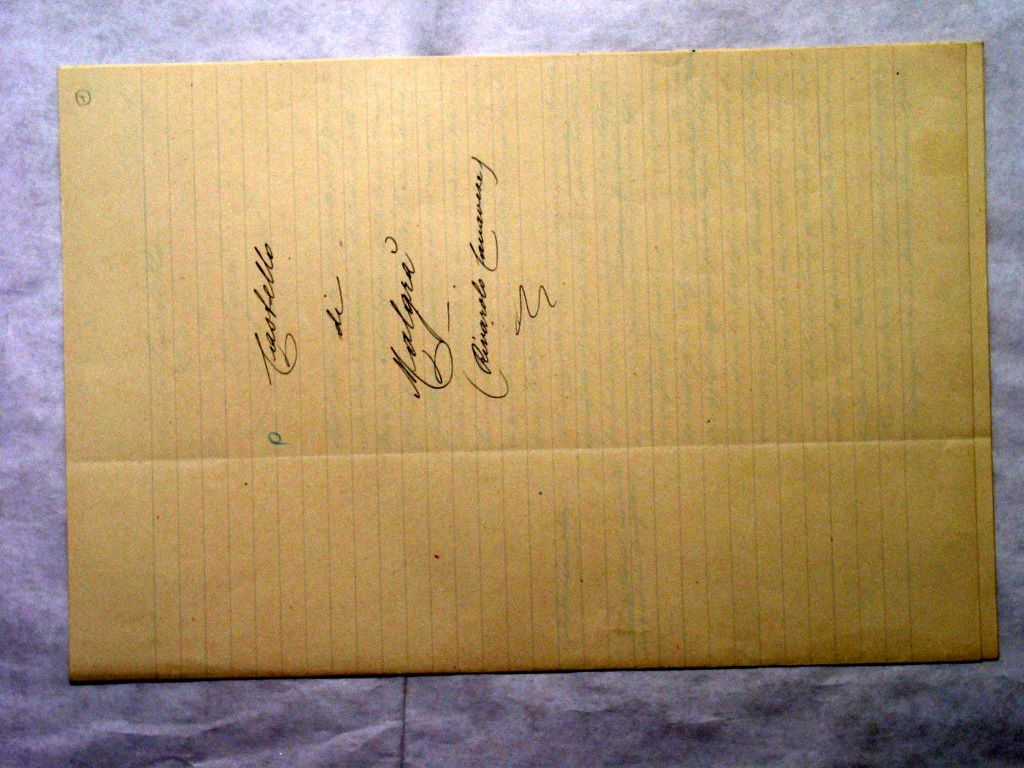 Castello
di
Malgrà
(Rivarolo Canavese)